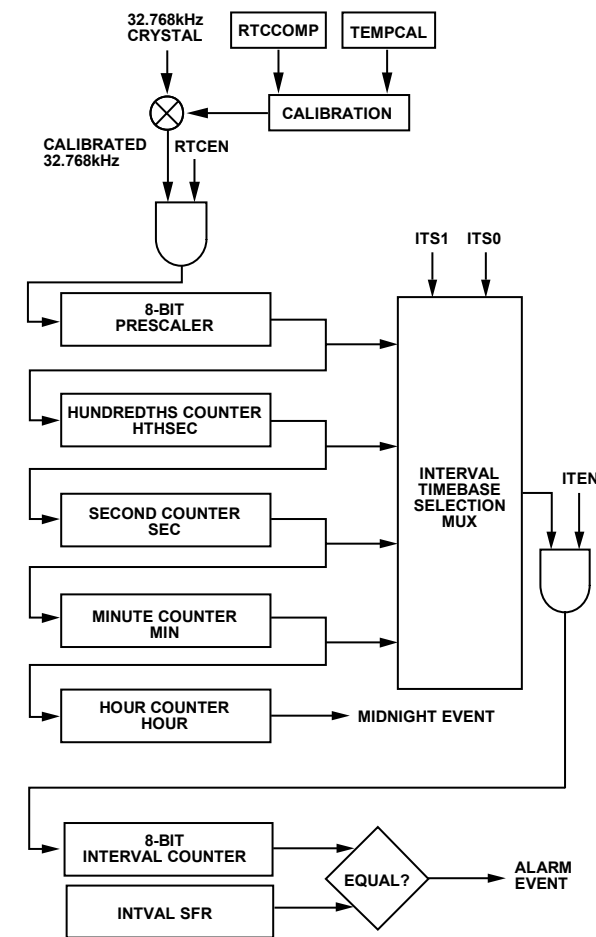 32.768kHz
CRYSTAL
RTCCOMP
TEMPCAL
CALIBRATION
CALIBRATED
32.768kHz
RTCEN
ITS1
ITS0
8-BIT
PRESCALER
HUNDREDTHS COUNTER
HTHSEC
INTERVAL
TIMEBASE
SELECTION
MUX
ITEN
SECOND COUNTER
SEC
MINUTE COUNTER
MIN
HOUR COUNTER
HOUR
MIDNIGHT EVENT
8-BIT
INTERVAL COUNTER
EQUAL?
ALARM
EVENT
INTVAL SFR